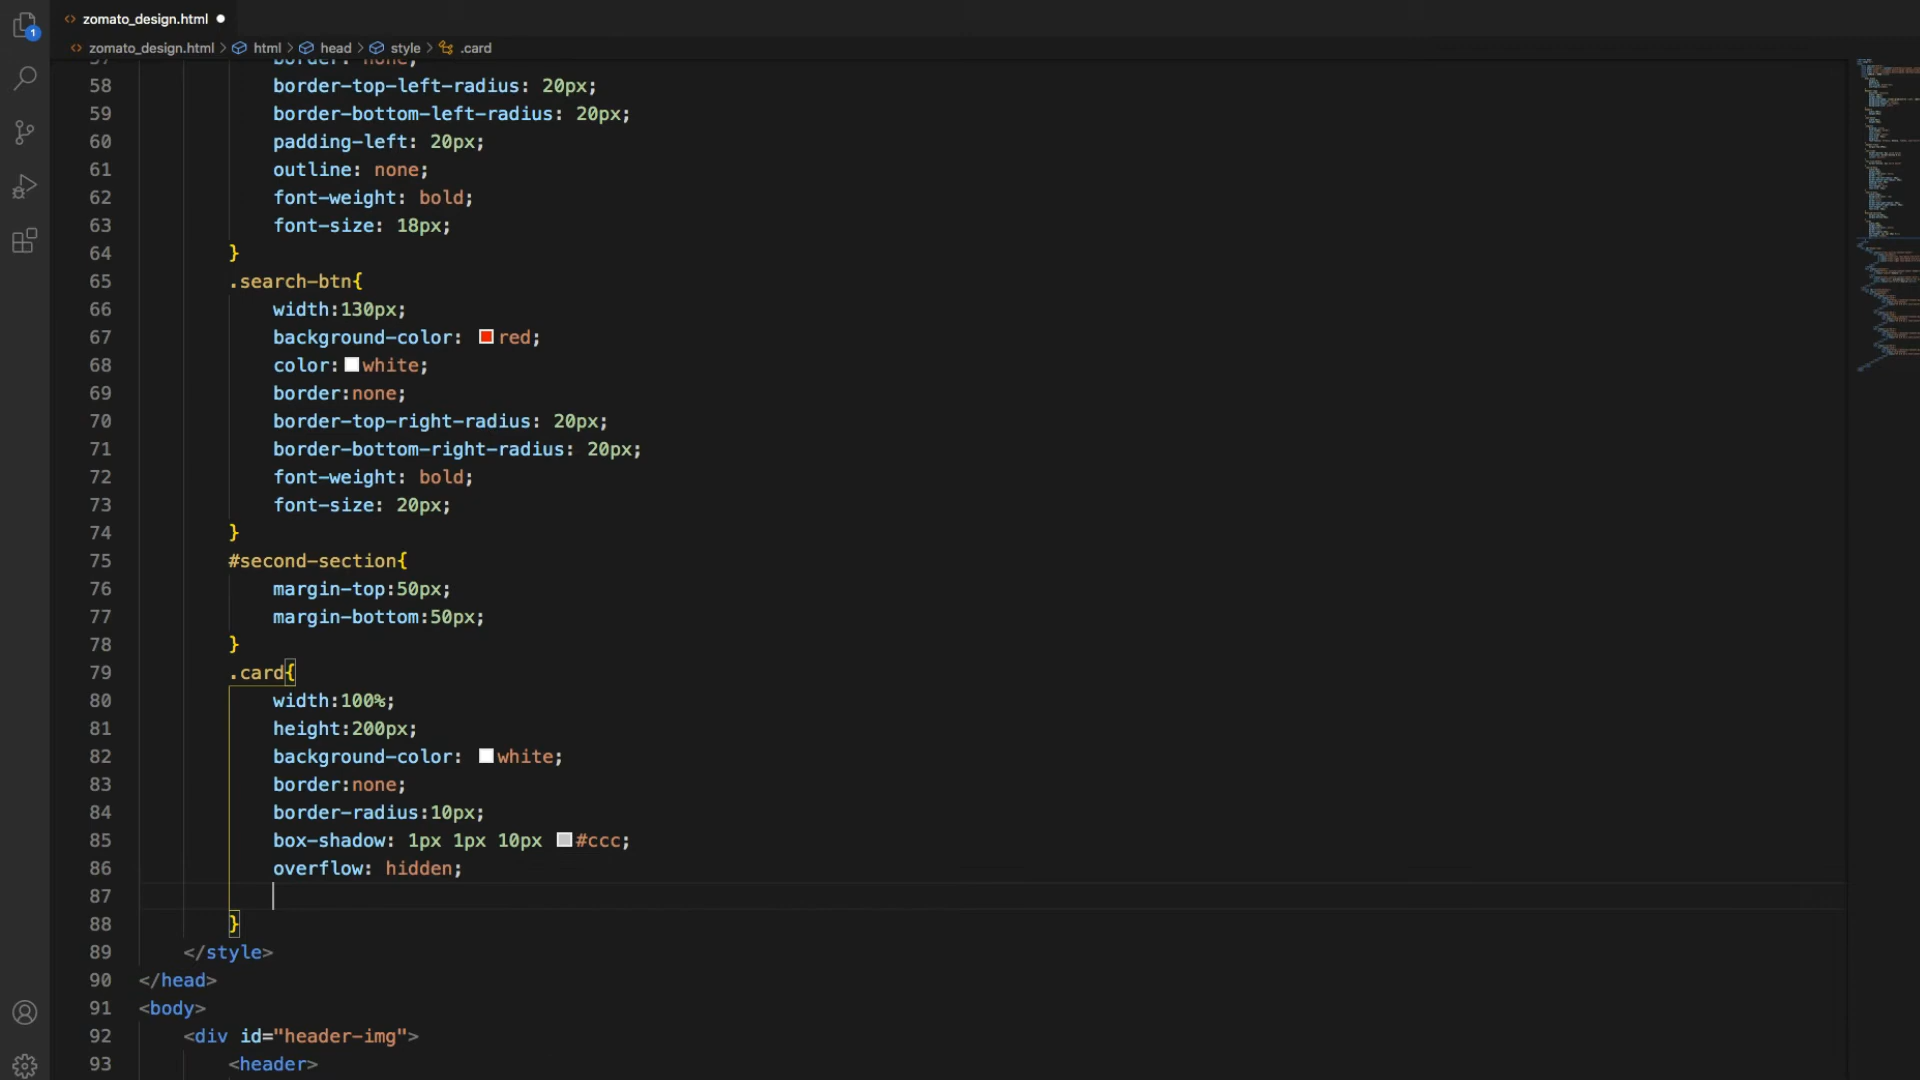 1
zomato_design.html
zomato_design.html > html > head > style > .card
57 border: none;
58 border-top-left-radius: 20px;
59 border-bottom-left-radius: 20px;
60 padding-left: 20px;
61 outline: none;
62 font-weight: bold;
63 font-size: 18px;
64 }
65 .search-btn{
66 width:130px;
67 background-color: red;
68 color: white;
69 border:none;
70 border-top-right-radius: 20px;
71 border-bottom-right-radius: 20px;
72 font-weight: bold;
73 font-size: 20px;
74 }
75 #second-section{
76 margin-top:50px;
77 margin-bottom:50px;
78 }
79 .card{
80 width:100%;
81 height:200px;
82 background-color: white;
83 border:none;
84 border-radius:10px;
85 box-shadow: 1px 1px 10px #ccc;
86 overflow: hidden;
87
88 }
89 </style>
90 </head>
91 <body>
92 <div id="header-img">
93 <header>